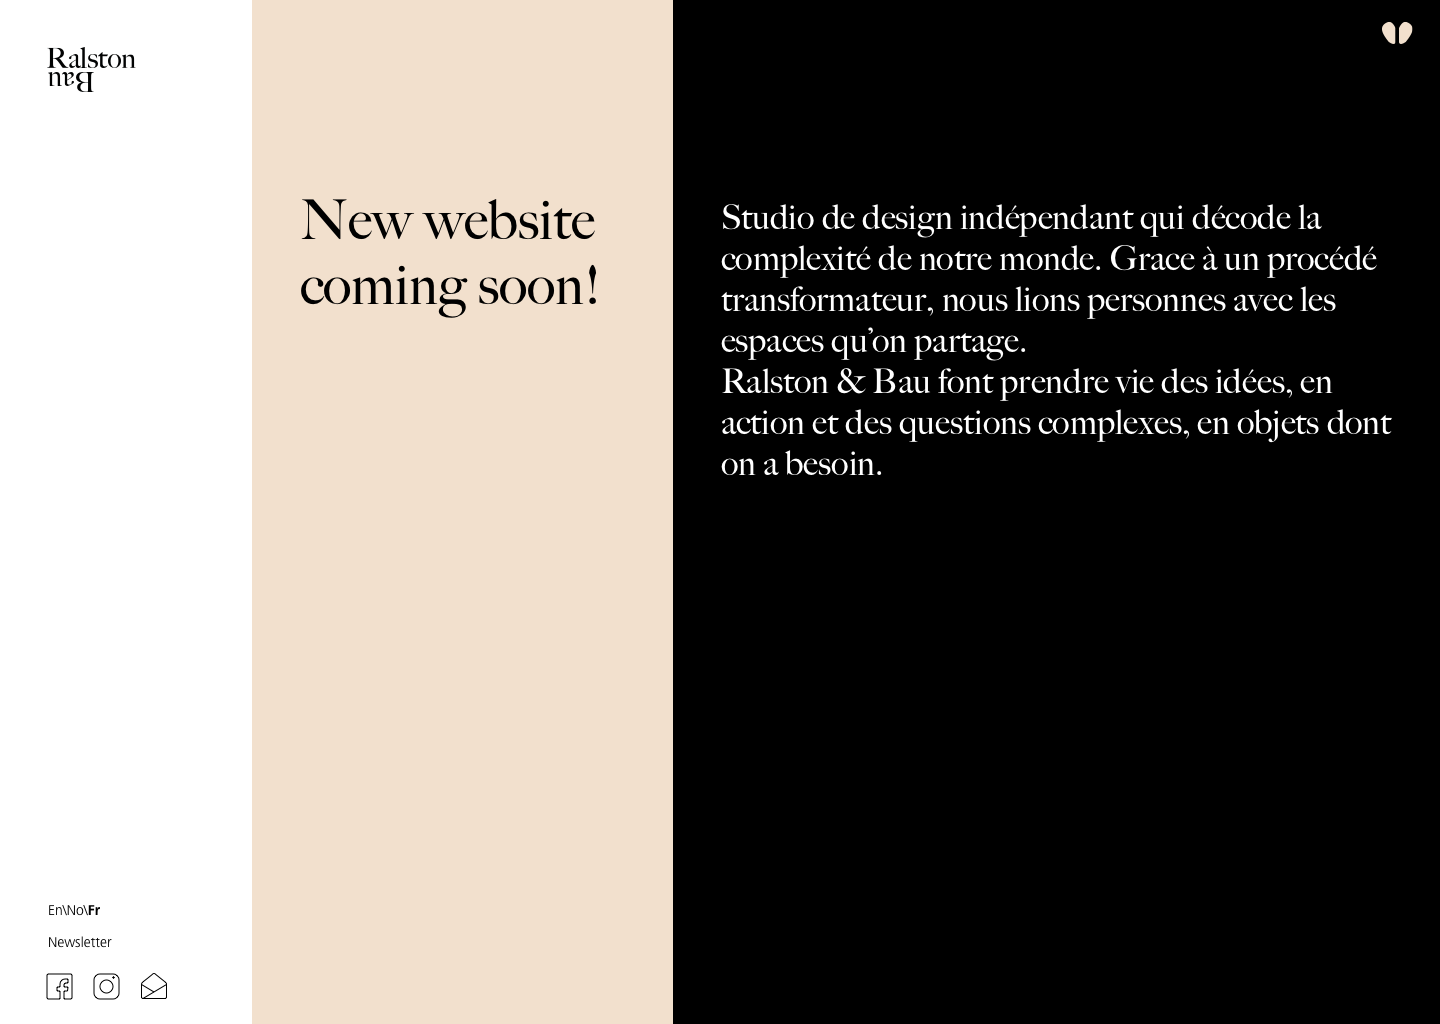 Ralston
Bau
New website
coming soon!
Studio de design indépendant qui décode la
complexité de notre monde. Grace à un procédé
transformateur, nous lions personnes avec les
espaces qu’on partage.
Ralston & Bau font prendre vie des idées, en
action et des questions complexes, en objets dont
on a besoin.
En\No\Fr
Newsletter